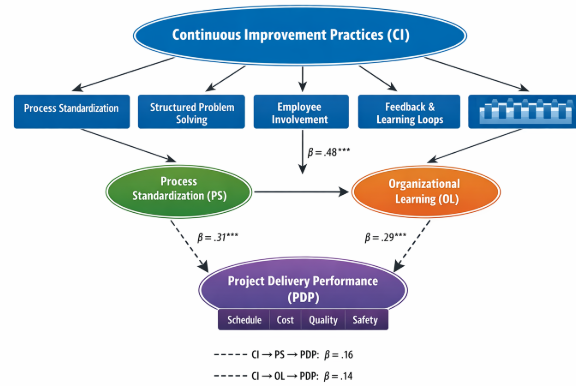 Continuous Improvement Practices (CI)
Process Standardization
Structured Problem
Solving
Employee
Involvement
Feedback &
Learning Loops
β = .48***
Process
Standardization (PS)
Organizational
Learning (OL)
β = .31***
β = .29***
Project Delivery Performance
(PDP)
Schedule
Cost
Quality
Safety
CI → PS → PDP: β = .16
CI → OL → PDP: β = .14